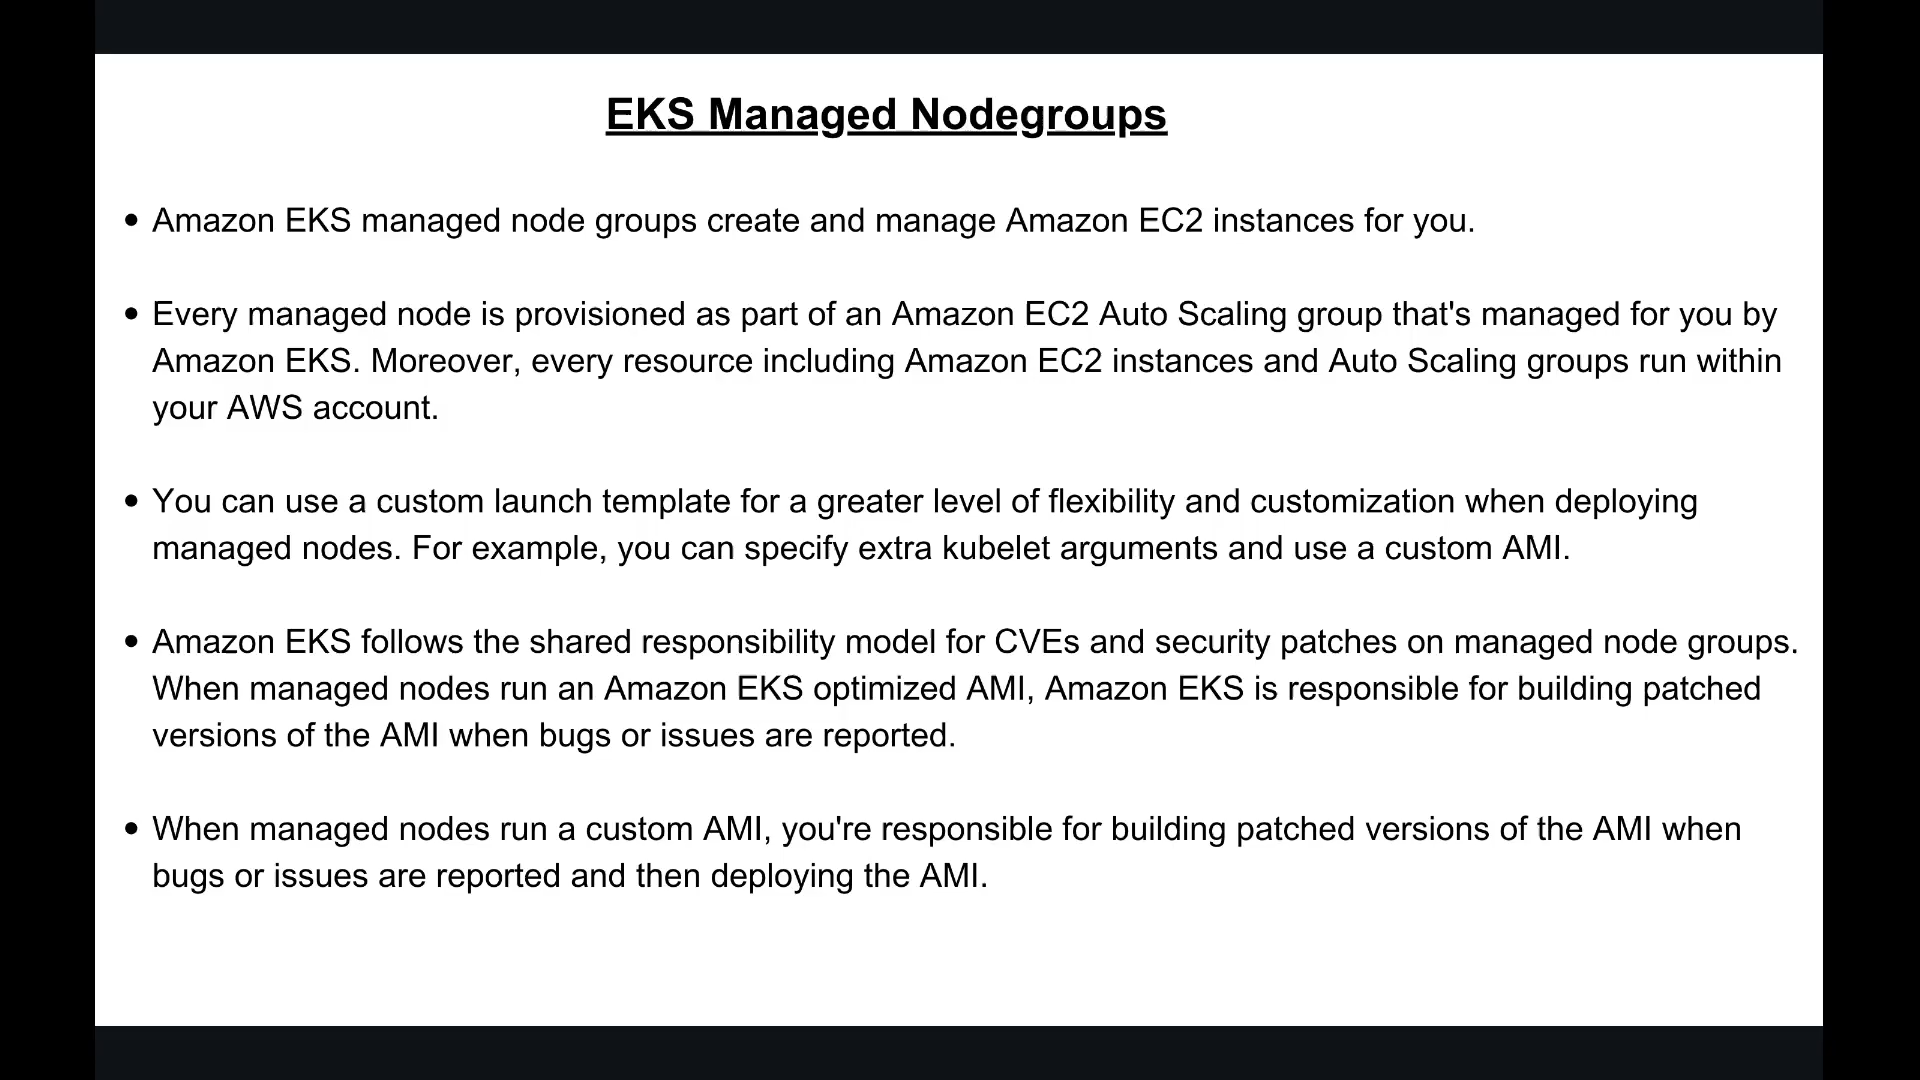 EKS Managed Nodegroups
• Amazon EKS managed node groups create and manage Amazon EC2 instances for you.
• Every managed node is provisioned as part of an Amazon EC2 Auto Scaling group that's managed for you by
Amazon EKS. Moreover, every resource including Amazon EC2 instances and Auto Scaling groups run within
your AWS account.
• You can use a custom launch template for a greater level of flexibility and customization when deploying
managed nodes. For example, you can specify extra kubelet arguments and use a custom AMI.
• Amazon EKS follows the shared responsibility model for CVEs and security patches on managed node groups.
When managed nodes run an Amazon EKS optimized AMI, Amazon EKS is responsible for building patched
versions of the AMI when bugs or issues are reported.
• When managed nodes run a custom AMI, you're responsible for building patched versions of the AMI when
bugs or issues are reported and then deploying the AMI.